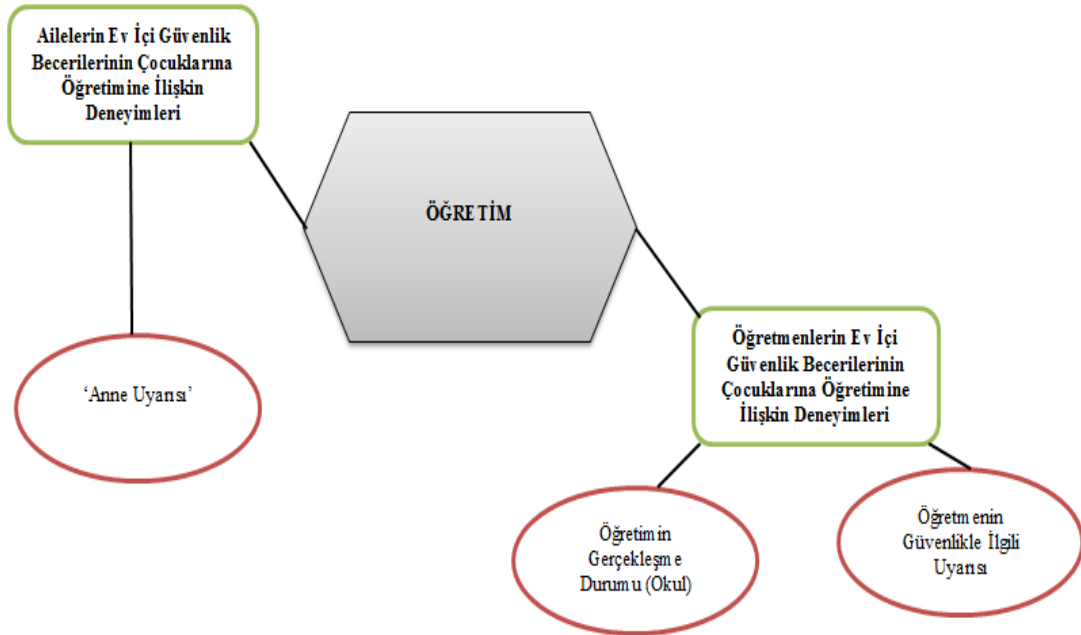 Ailelerin Ev İçi Güvenlik
Becerilerinin Çocuklarına
Öğretimine İlişkin
Deneyimleri
ÖĞRETİM
‘Anne Uyarısı’
Öğretmenlerin Ev İçi
Güvenlik Becerilerinin
Çocuklarına Öğretimine
İlişkin Deneyimleri
Öğretimin
Gerçekleşme
Durumu (Okul)
Öğretmenin
Güvenlikle İlgili
Uyarısı